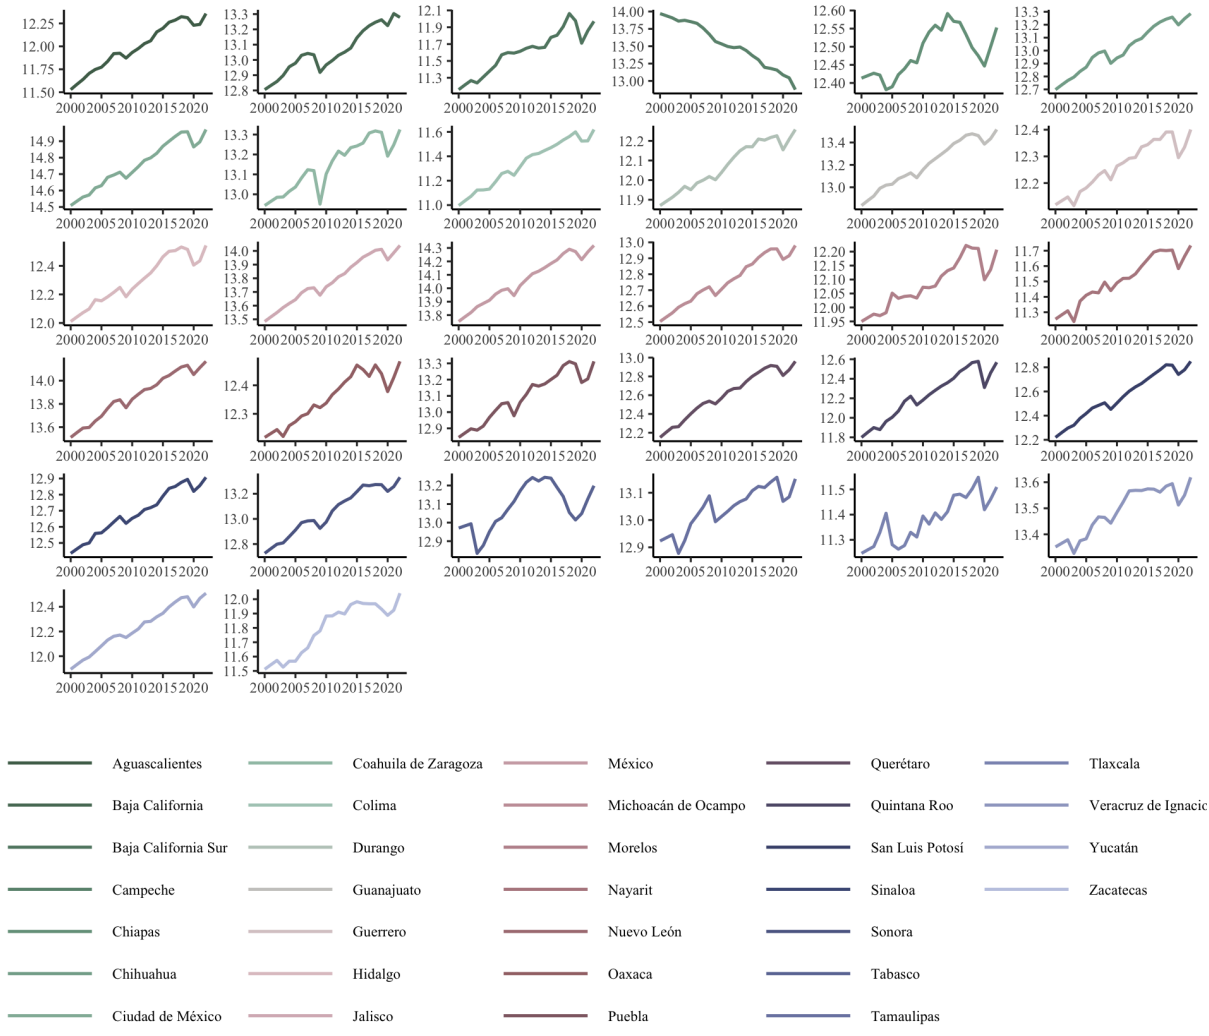 12.25
12.00
11.75
11.50
2000 2005 2010 2015 2020
13.3
13.2
13.1
13.0
12.9
12.8
2000 2005 2010 2015 2020
12.1
11.9
11.7
11.5
11.3
2000 2005 2010 2015 2020
14.00
13.75
13.50
13.25
13.00
2000 2005 2010 2015 2020
12.60
12.55
12.50
12.45
12.40
2000 2005 2010 2015 2020
13.3
13.2
13.1
13.0
12.9
12.8
12.7
2000 2005 2010 2015 2020
14.9
14.8
14.7
14.6
14.5
2000 2005 2010 2015 2020
13.3
13.2
13.1
13.0
2000 2005 2010 2015 2020
11.6
11.4
11.2
11.0
2000 2005 2010 2015 2020
12.2
12.1
12.0
11.9
2000 2005 2010 2015 2020
13.4
13.2
13.0
2000 2005 2010 2015 2020
12.4
12.3
12.2
2000 2005 2010 2015 2020
12.4
12.2
12.0
2000 2005 2010 2015 2020
14.0
13.9
13.8
13.7
13.6
13.5
2000 2005 2010 2015 2020
14.3
14.2
14.1
14.0
13.9
13.8
2000 2005 2010 2015 2020
13.0
12.9
12.8
12.7
12.6
12.5
2000 2005 2010 2015 2020
12.20
12.15
12.10
12.05
12.00
11.95
2000 2005 2010 2015 2020
11.7
11.6
11.5
11.4
11.3
2000 2005 2010 2015 2020
14.0
13.8
13.6
2000 2005 2010 2015 2020
12.4
12.3
2000 2005 2010 2015 2020
13.3
13.2
13.1
13.0
12.9
2000 2005 2010 2015 2020
13.0
12.8
12.6
12.4
12.2
2000 2005 2010 2015 2020
12.6
12.4
12.2
12.0
11.8
2000 2005 2010 2015 2020
12.8
12.6
12.4
12.2
2000 2005 2010 2015 2020
12.9
12.8
12.7
12.6
12.5
2000 2005 2010 2015 2020
13.2
13.0
12.8
2000 2005 2010 2015 2020
13.2
13.1
13.0
12.9
2000 2005 2010 2015 2020
13.1
13.0
12.9
2000 2005 2010 2015 2020
11.5
11.4
11.3
2000 2005 2010 2015 2020
13.6
13.5
13.4
2000 2005 2010 2015 2020
12.4
12.2
12.0
2000 2005 2010 2015 2020
12.0
11.9
11.8
11.7
11.6
11.5
2000 2005 2010 2015 2020
Aguascalientes
Baja California
Baja California Sur
Campeche
Chiapas
Chihuahua
Ciudad de México
Coahuila de Zaragoza
Colima
Durango
Guanajuato
Guerrero
Hidalgo
Jalisco
México
Michoacán de Ocampo
Morelos
Nayarit
Nuevo León
Oaxaca
Puebla
Querétaro
Quintana Roo
San Luis Potosí
Sinaloa
Sonora
Tabasco
Tamaulipas
Tlaxcala
Veracruz de Ignacio
Yucatán
Zacatecas